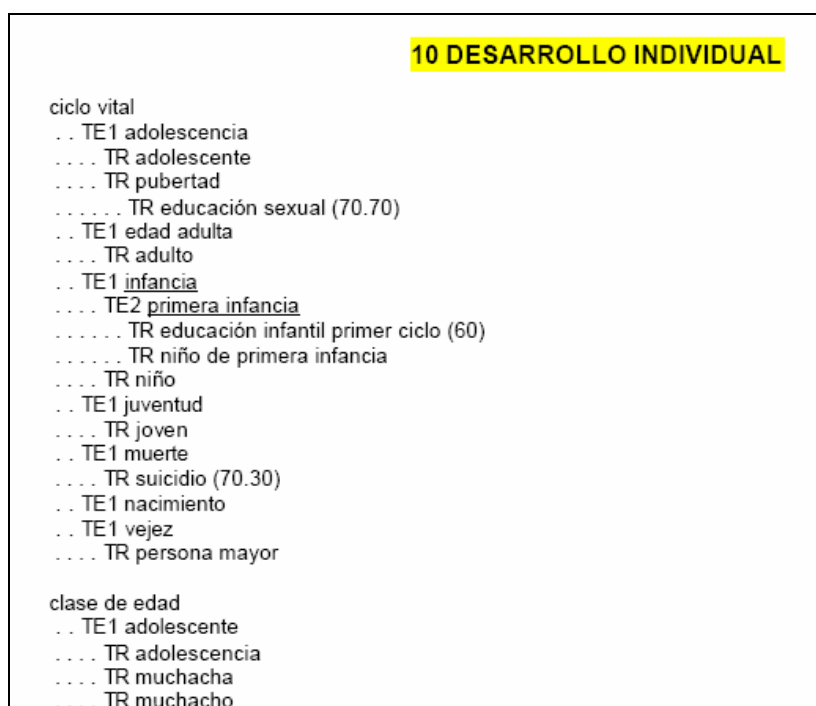 10 DESARROLLO INDIVIDUAL
ciclo vital
. . TE1 adolescencia
. . . . TR adolescente
. . . . TR pubertad
. . . . . . TR educación sexual (70.70)
. . TE1 edad adulta
. . . . TR adulto
. . TE1 infancia
. . . . TE2 primera infancia
. . . . . . TR educación infantil primer ciclo (60)
. . . . . . TR niño de primera infancia
. . . . TR niño
. . TE1 juventud
. . . . TR joven
. . TE1 muerte
. . . . TR suicidio (70.30)
. . TE1 nacimiento
. . TE1 vejez
. . . . TR persona mayor
clase de edad
. . TE1 adolescente
. . . . TR adolescencia
. . . . TR muchacha
. . . . TR muchacho